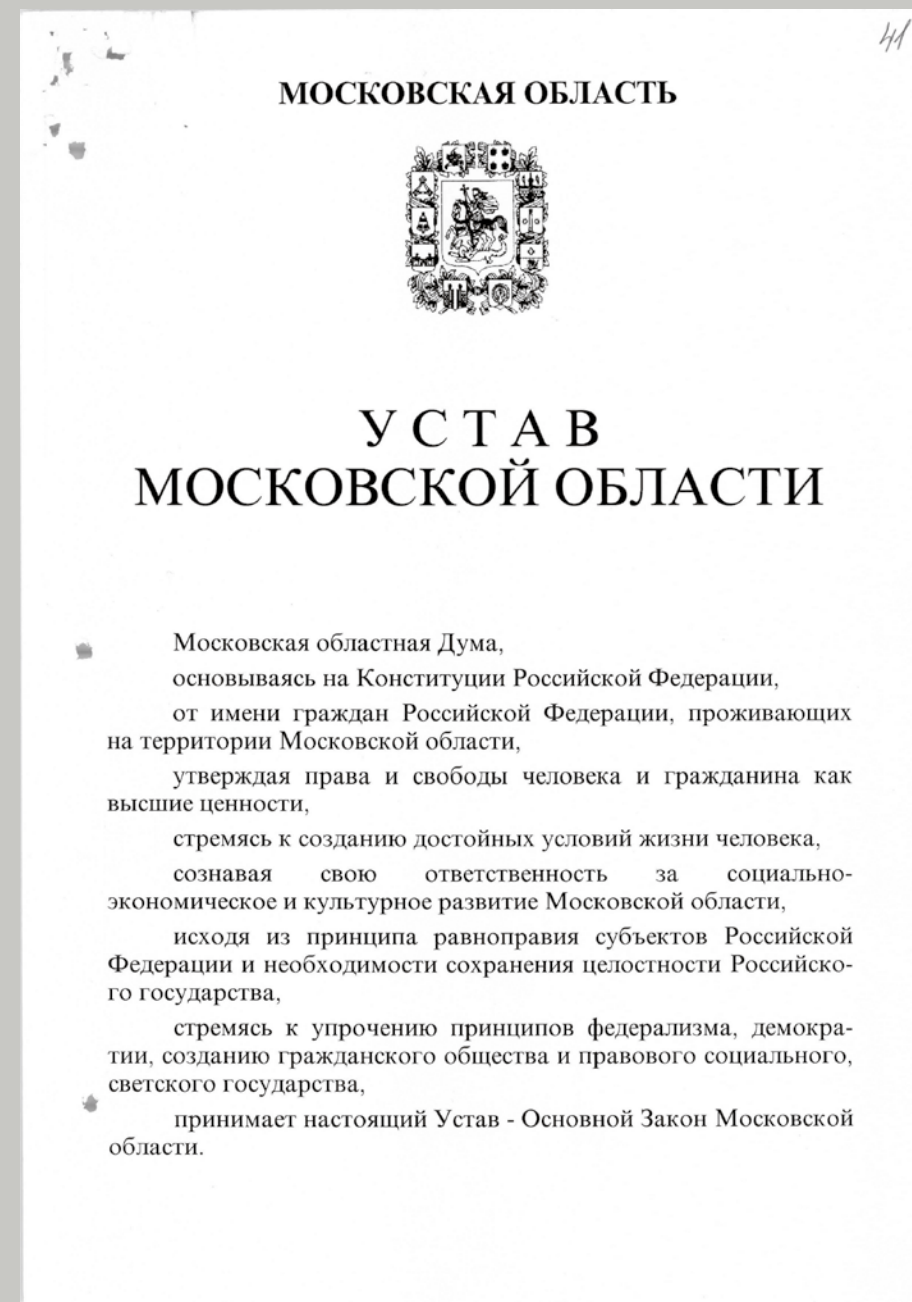 41
МОСКОВСКАЯ ОБЛАСТЬ
У С Т А В
МОСКОВСКОЙ ОБЛАСТИ
Московская областная Дума,
основываясь на Конституции Российской Федерации,
от имени граждан Российской Федерации, проживающих
на территории Московской области,
утверждая права и свободы человека и гражданина как
высшие ценности,
стремясь к созданию достойных условий жизни человека,
сознавая свою ответственность за социально-
экономическое и культурное развитие Московской области,
исходя из принципа равноправия субъектов Российской
Федерации и необходимости сохранения целостности Российско-
го государства,
стремясь к упрочению принципов федерализма, демокра-
тии, созданию гражданского общества и правового социального,
светского государства,
принимает настоящий Устав - Основной Закон Московской
области.